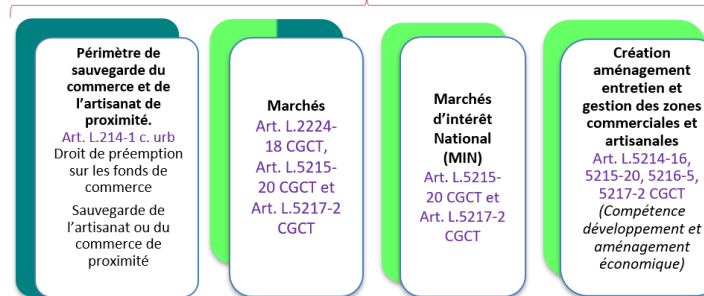 Périmètre de
sauvegarde du
commerce et de
l'artisanat de
proximité.
Art. L.214-1 c. urb
Droit de préemption
sur les fonds de
commerce
Sauvegarde de
l'artisanat ou du
commerce de
proximité
Marchés
Art. L.2224-
18 CGCT,
Art. L.5215-
20 CGCT et
Art. L.5217-2
CGCT
Marchés
d'intérêt
National
(MIN)
Art. L.5215-
20 CGCT et
Art. L.5217-2
CGCT
Création
aménagement
entretien et
gestion des zones
commerciales et
artisanales
Art. L.5214-16,
5215-20, 5216-5,
5217-2 CGCT
(Compétence
développement et
aménagement
économique)